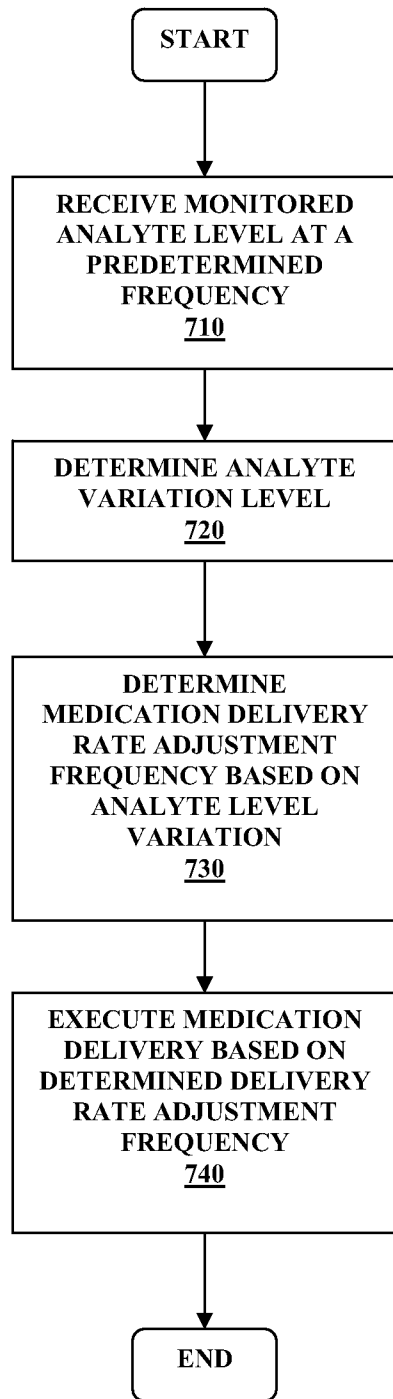 START
RECEIVE MONITORED
ANALYTE LEVEL AT A
PREDETERMINED
FREQUENCY
710
DETERMINE ANALYTE
VARIATION LEVEL
720
DETERMINE
MEDICATION DELIVERY
RATE ADJUSTMENT
FREQUENCY BASED ON
ANALYTE LEVEL
VARIATION
730
EXECUTE MEDICATION
DELIVERY BASED ON
DETERMINED DELIVERY
RATE ADJUSTMENT
FREQUENCY
740
END